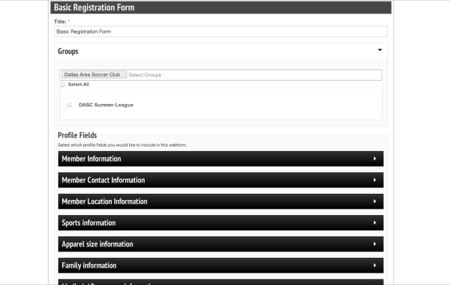 Basic Registration Form
Title: *
Basic Registration Form
Groups
Dallas Area Soccer Club Select Groups
Select All
DASC Summer League
Profile Fields
Select which profile fields you would like to include in this webform.
Member Information
Member Contact Information
Member Location Information
Sports information
Apparel size information
Family information